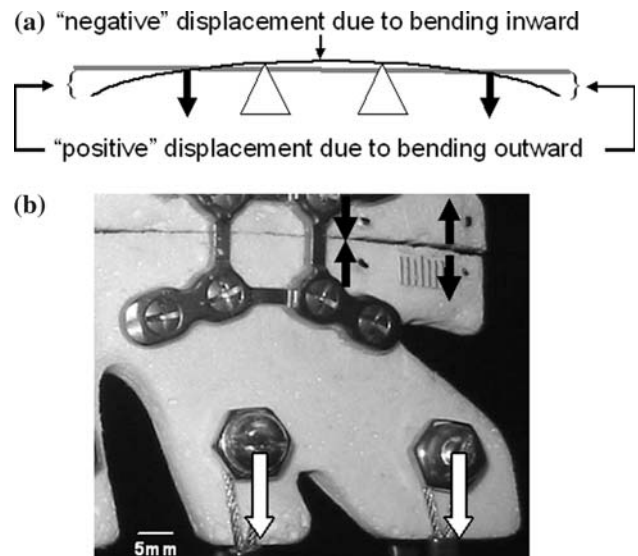 (a) “negative” displacement due to bending inward
“positive” displacement due to bending outward
(b)
5mm